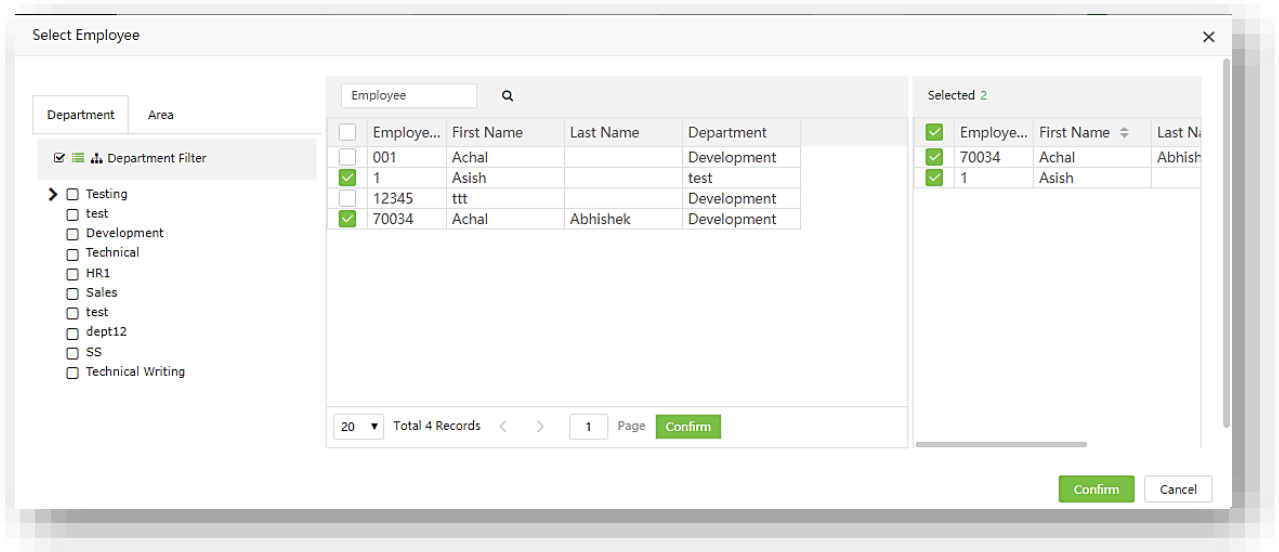 Select Employee
Department Area
Department Filter
Testing
test
Development
Technical
HR1
Sales
test
dept12
SS
Technical Writing
Employee
Employe... First Name Last Name Department
001 Achal Development
1 Asish test
12345 ttt Development
70034 Achal Abhishek Development
20 Total 4 Records 1 Page Confirm
Selected 2
Employe... First Name Last Na
70034 Achal Abhish
1 Asish
Confirm Cancel